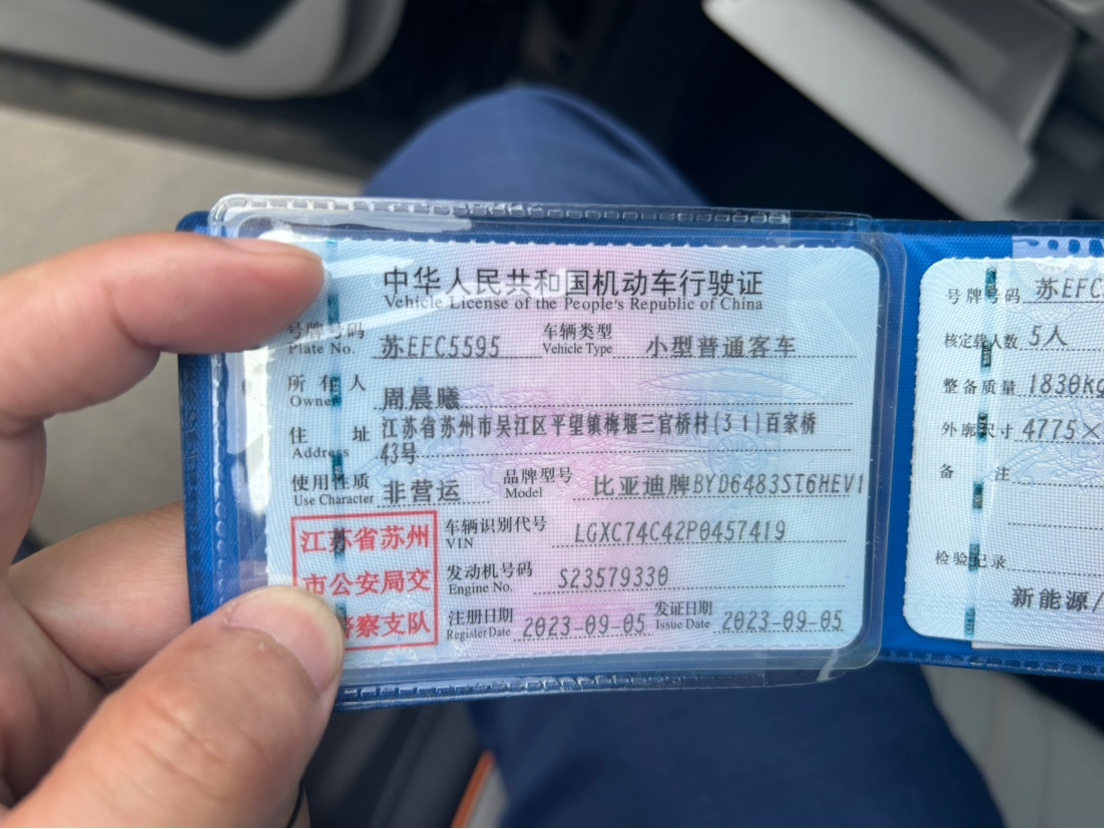 中华人民共和国机动车行驶证
Vehicle License of the People's Republic of China
号牌号码 苏EFC5595 车辆类型 小型普通客车
Plate No. Vehicle Type
所有人 周晨曦
Owner
住址 江苏省苏州市吴江区平望镇梅堰三官桥村(31)百家桥
Address 43号
使用性质 非营运 品牌型号 比亚迪牌BYD6483ST6HEV1
Use Character Model
江苏省苏州
市公安局交
警察支队
车辆识别代号 LGXC74C42P0457419
VIN
发动机号码 S23579330
Engine No.
注册日期 2023-09-05 发证日期 2023-09-05
Register Date Issue Date
号牌号码 苏EFC
核定载人数 5人
整备质量 1830kg
外廓尺寸 4775×
备注
检验记录
新能源/